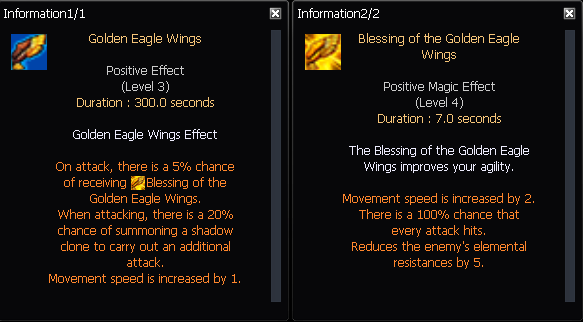 Information1/1
Golden Eagle Wings
Positive Effect
(Level 3)
Duration : 300.0 seconds
Golden Eagle Wings Effect
On attack, there is a 5% chance
of receiving Blessing of the
Golden Eagle Wings.
When attacking, there is a 20%
chance of summoning a shadow
clone to carry out an additional
attack.
Movement speed is increased by 1.
Information2/2
Blessing of the Golden Eagle
Wings
Positive Magic Effect
(Level 4)
Duration : 7.0 seconds
The Blessing of the Golden Eagle
Wings improves your agility.
Movement speed is increased by 2.
There is a 100% chance that
every attack hits.
Reduces the enemy's elemental
resistances by 5.